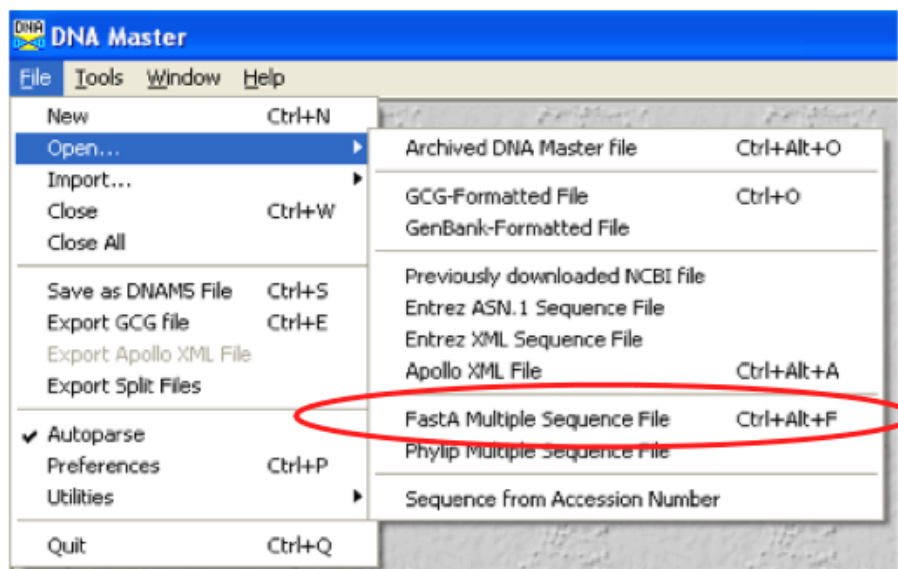 DNA Master
File Tools Window Help
New Ctrl+N
Open...
Import...
Close Ctrl+W
Close All
Save as DNAM5 File Ctrl+S
Export GCG file Ctrl+E
Export Apollo XML File
Export Split Files
Autoparse
Preferences Ctrl+P
Utilities
Quit Ctrl+Q
Archived DNA Master file Ctrl+Alt+O
GCG-Formatted File Ctrl+O
GenBank-Formatted File
Previously downloaded NCBI file
Entrez ASN.1 Sequence File
Entrez XML Sequence File
Apollo XML File Ctrl+Alt+A
FastA Multiple Sequence File Ctrl+Alt+F
Phylip Multiple Sequence File
Sequence from Accession Number